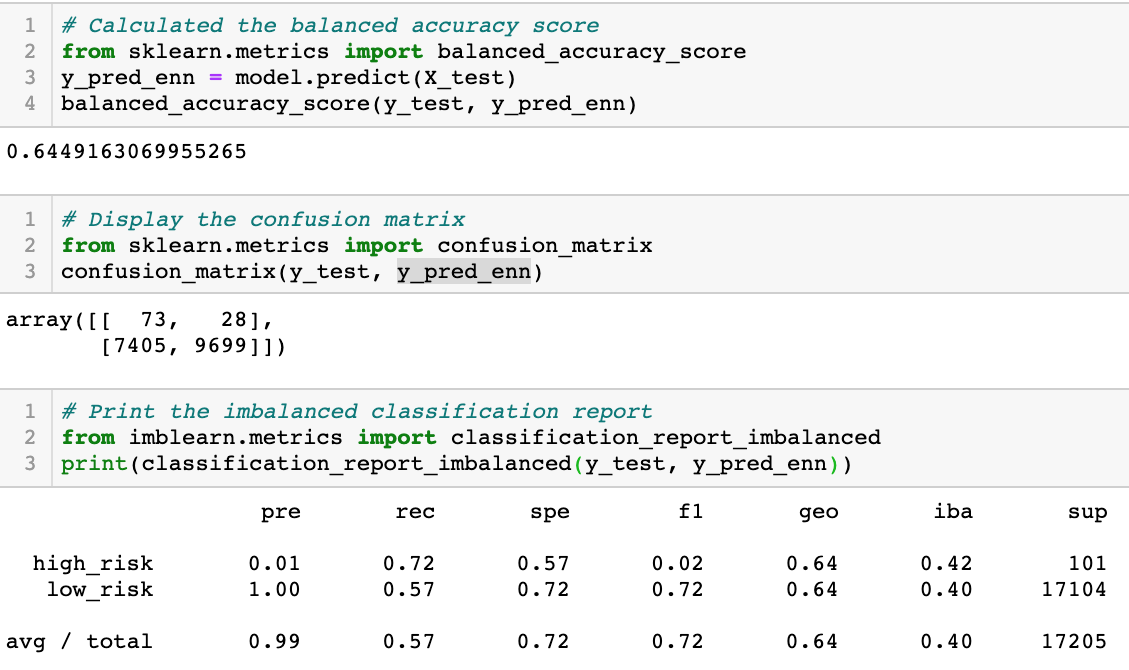 1 # Calculated the balanced accuracy score
2 from sklearn.metrics import balanced_accuracy_score
3 y_pred_enn = model.predict(X_test)
4 balanced_accuracy_score(y_test, y_pred_enn)
0.6449163069955265
1 # Display the confusion matrix
2 from sklearn.metrics import confusion_matrix
3 confusion_matrix(y_test, y_pred_enn)
array([[  73,   28],
       [7405, 9699]])
1 # Print the imbalanced classification report
2 from imblearn.metrics import classification_report_imbalanced
3 print(classification_report_imbalanced(y_test, y_pred_enn))
                   pre       rec       spe        f1       geo       iba       sup
  high_risk       0.01      0.72      0.57      0.02      0.64      0.42       101
   low_risk       1.00      0.57      0.72      0.72      0.64      0.40     17104
avg / total       0.99      0.57      0.72      0.72      0.64      0.40     17205